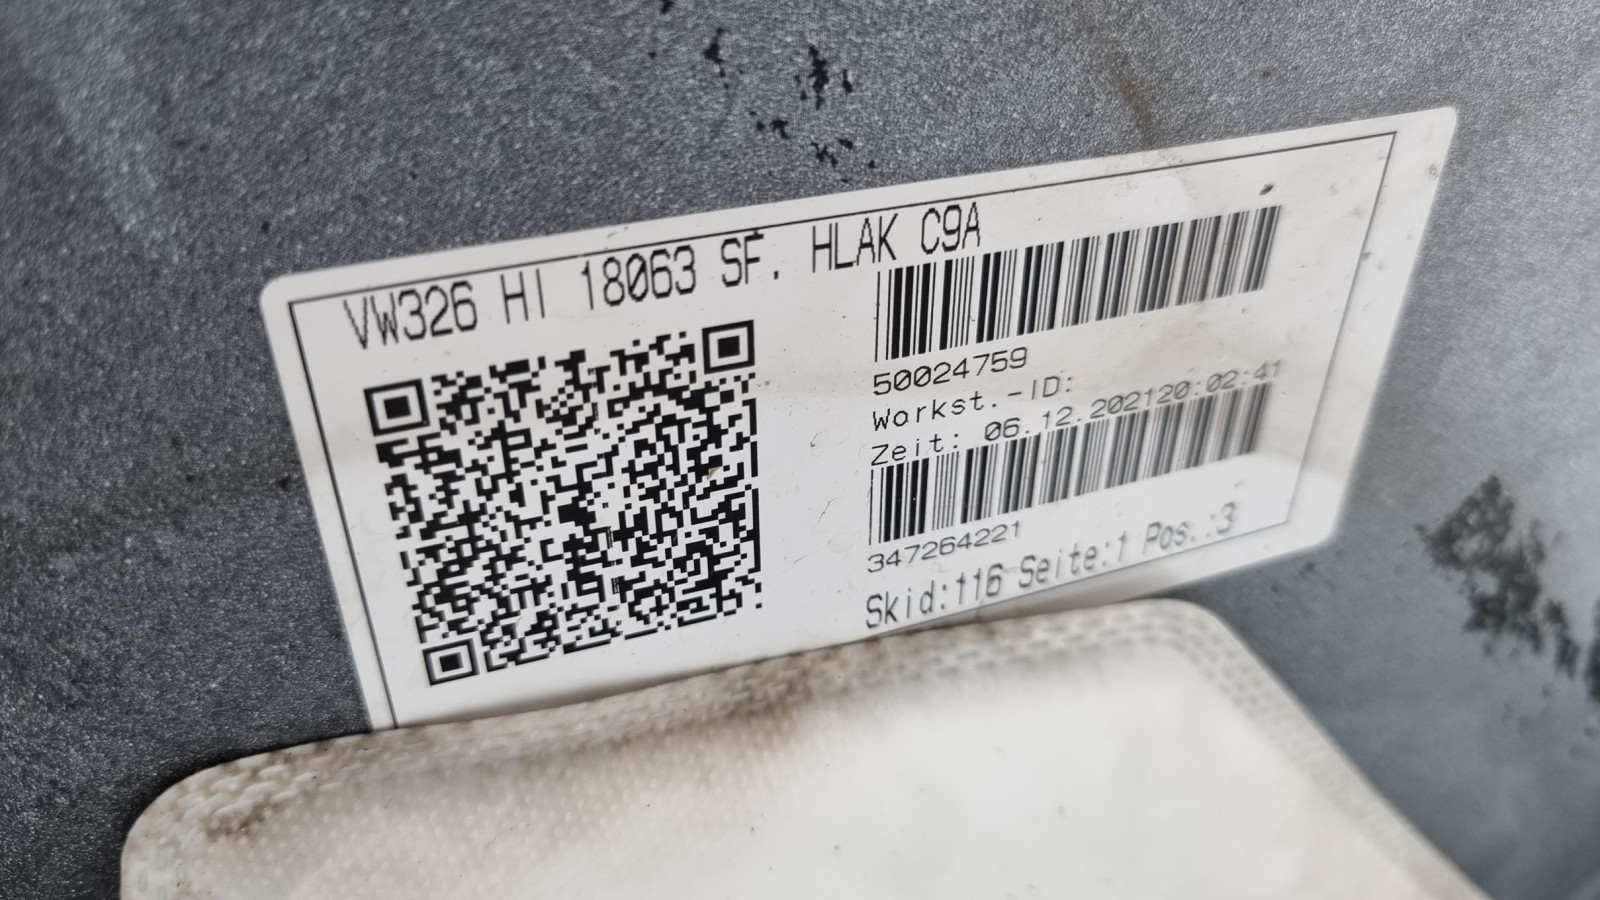 VW326 HI 18063 SF. HLAK C9A
50024759
Workst.-ID:
Zeit: 06.12.202120:02:41
347264221
Skid:116 Seite:1 Pos.:3